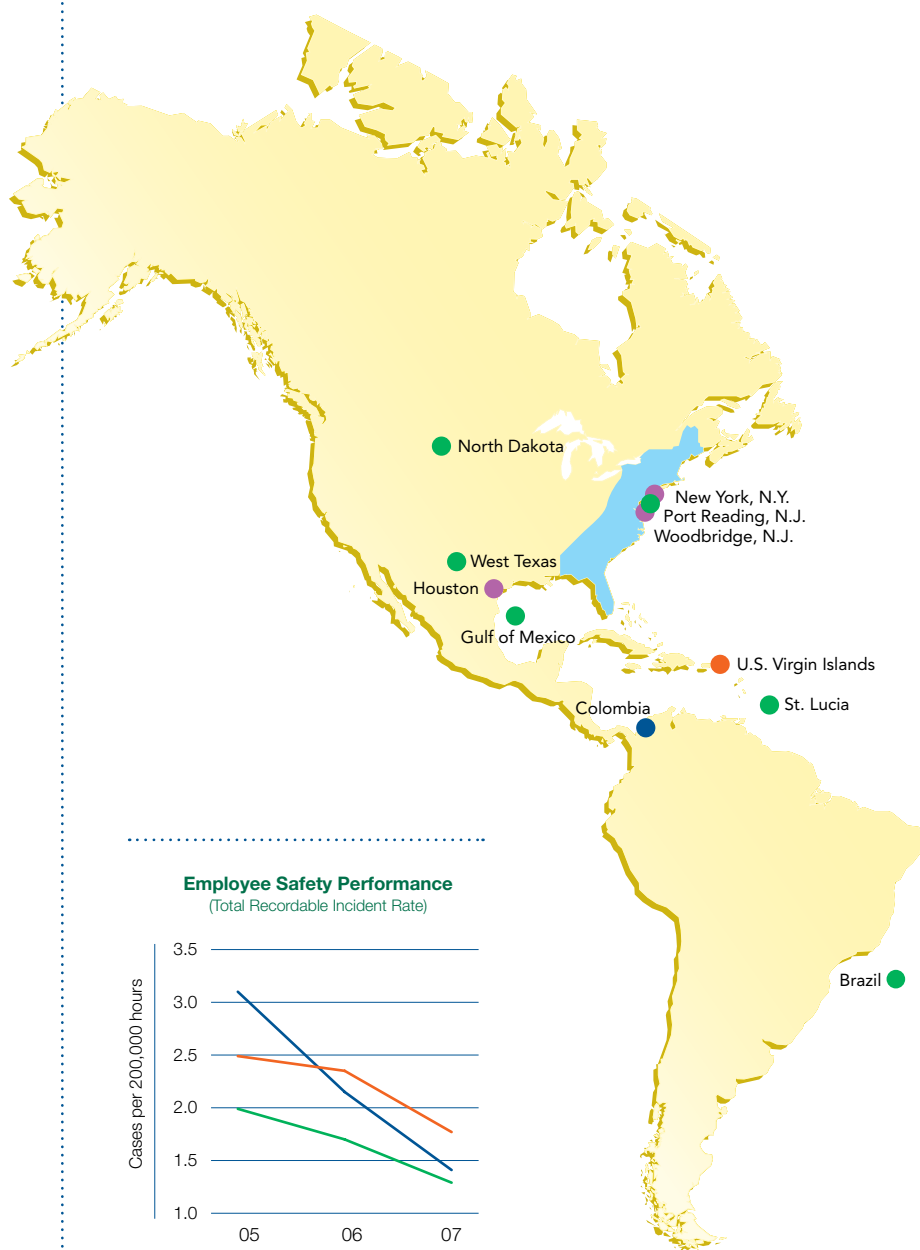 North Dakota
New York, N.Y.
Port Reading, N.J.
Woodbridge, N.J.
West Texas
Houston
Gulf of Mexico
U.S. Virgin Islands
St. Lucia
Colombia
Brazil
Employee Safety Performance
(Total Recordable Incident Rate)
Cases per 200,000 hours
3.5
3.0
2.5
2.0
1.5
1.0
05 06 07